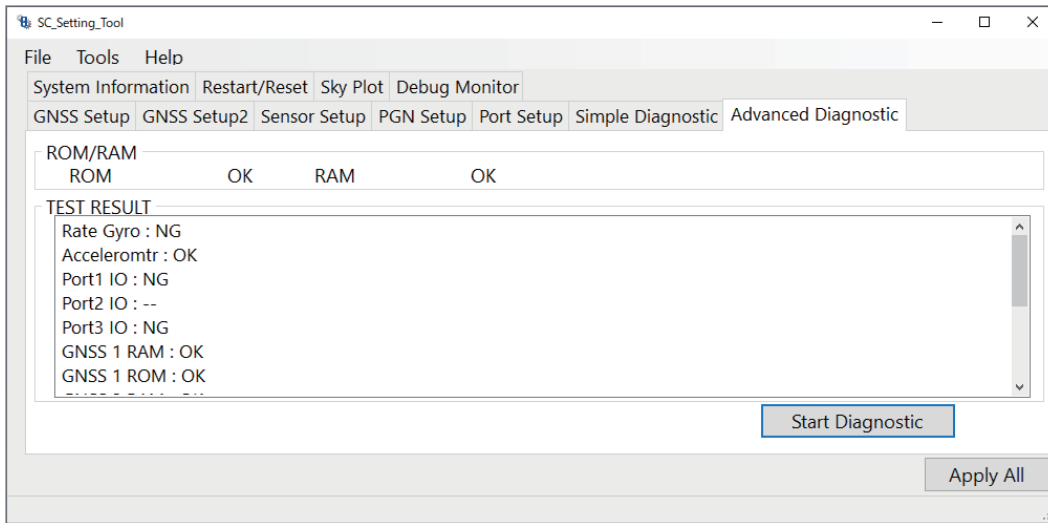 SC_Setting_Tool
File Tools Help
System Information Restart/Reset Sky Plot Debug Monitor
GNSS Setup GNSS Setup2 Sensor Setup PGN Setup Port Setup Simple Diagnostic Advanced Diagnostic
ROM/RAM
ROM OK RAM OK
TEST RESULT
Rate Gyro : NG
Acceleromtr : OK
Port1 IO : NG
Port2 IO : --
Port3 IO : NG
GNSS 1 RAM : OK
GNSS 1 ROM : OK
Start Diagnostic
Apply All